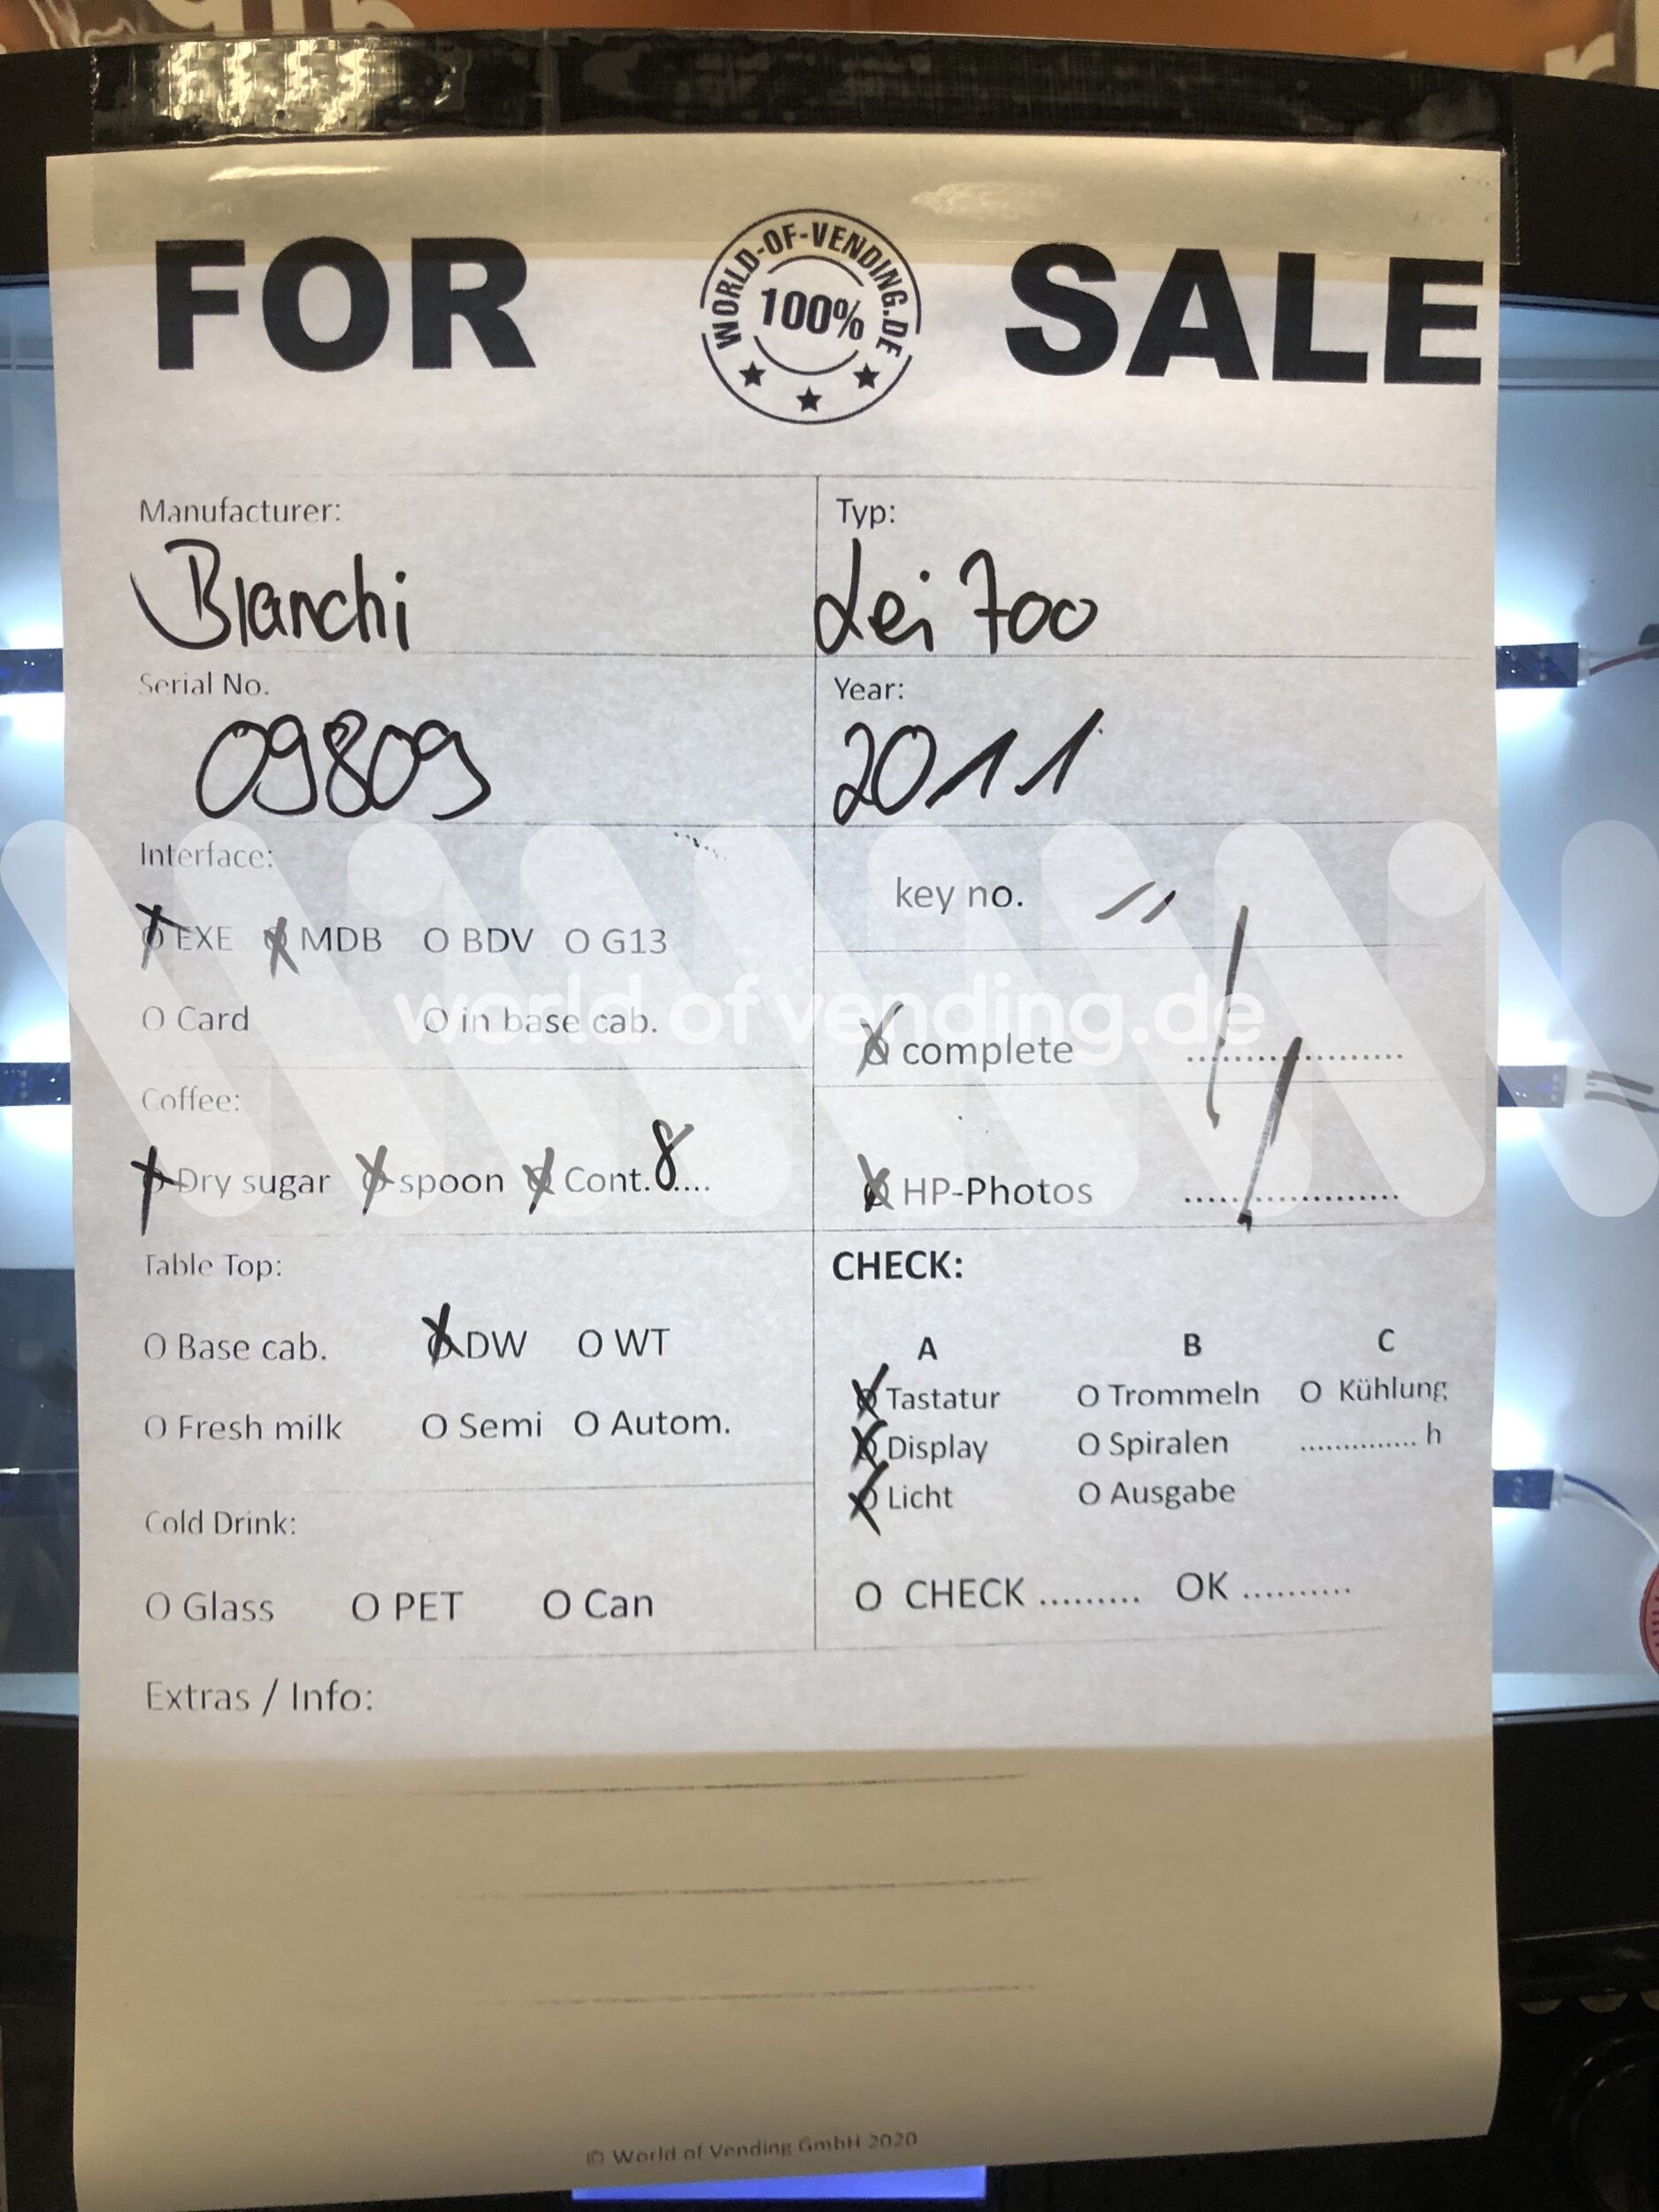 FOR SALE
WORLD-OF-VENDING.DE
100%
Manufacturer: Typ:
Bianchi Lei 700
Serial No. Year:
09809 2011
Interface:
key no. "
O EXE O MDB O BDV O G13
O Card O in base cab.
O complete ....................
Coffee:
O Dry sugar O spoon O Cont. 8....
O HP-Photos ....................
Table Top: CHECK:
O Base cab. O DW O WT
A B C
O Tastatur O Trommeln O Kühlung
O Fresh milk O Semi O Autom.
O Display O Spiralen .............. h
O Licht O Ausgabe
Cold Drink:
O Glass O PET O Can
O CHECK ......... OK ..........
Extras / Info:
© World of Vending GmbH 2020
world of vending.de